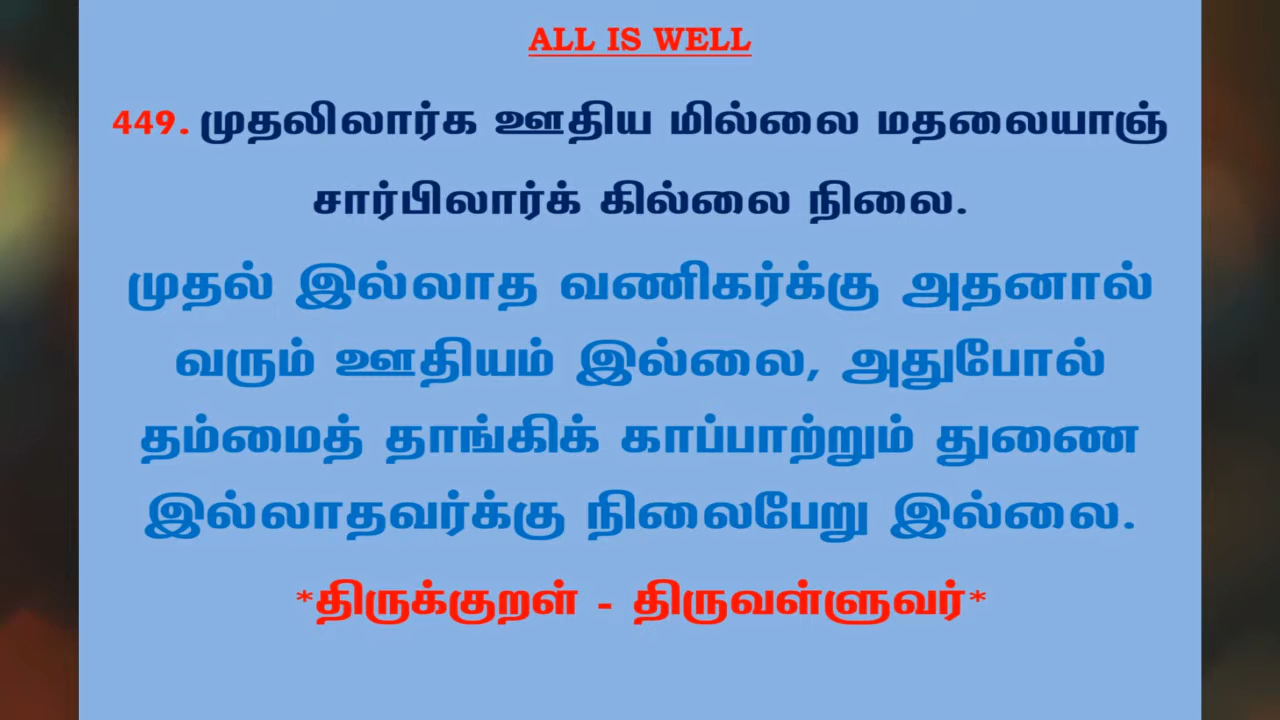 ALL IS WELL
449. முதலிலார்க ஊதிய மில்லை மதலையாஞ்
சார்பிலார்க் கில்லை நிலை.
முதல் இல்லாத வணிகர்க்கு அதனால்
வரும் ஊதியம் இல்லை, அதுபோல்
தம்மைத் தாங்கிக் காப்பாற்றும் துணை
இல்லாதவர்க்கு நிலைபேறு இல்லை.
*திருக்குறள் - திருவள்ளுவர்*